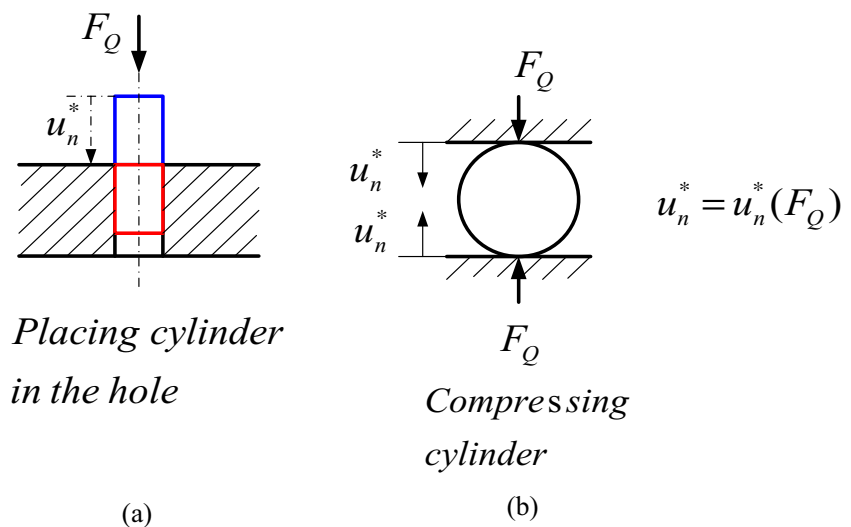 F_Q
u_n^*
Placing cylinder
in the hole
(a)
F_Q
u_n^*
u_n^*
F_Q
Compressing
cylinder
(b)
u_n^* = u_n^*(F_Q)